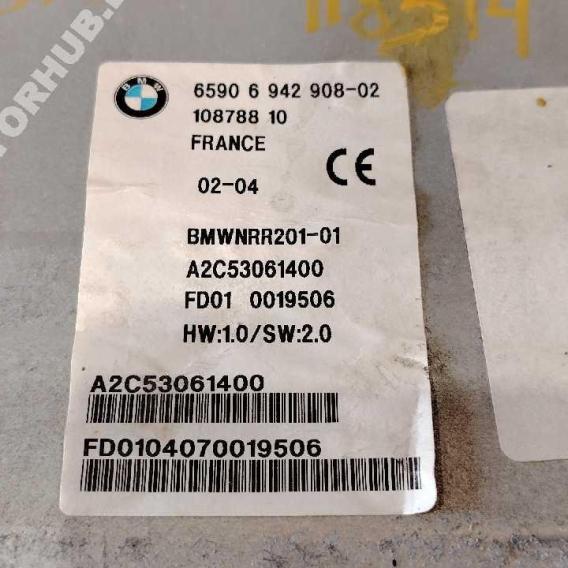 118514
BMW
6590 6 942 908-02
108788 10
FRANCE
02-04
CE
BMWNRR201-01
A2C53061400
FD01 0019506
HW:1.0/SW:2.0
A2C53061400
FD0104070019506